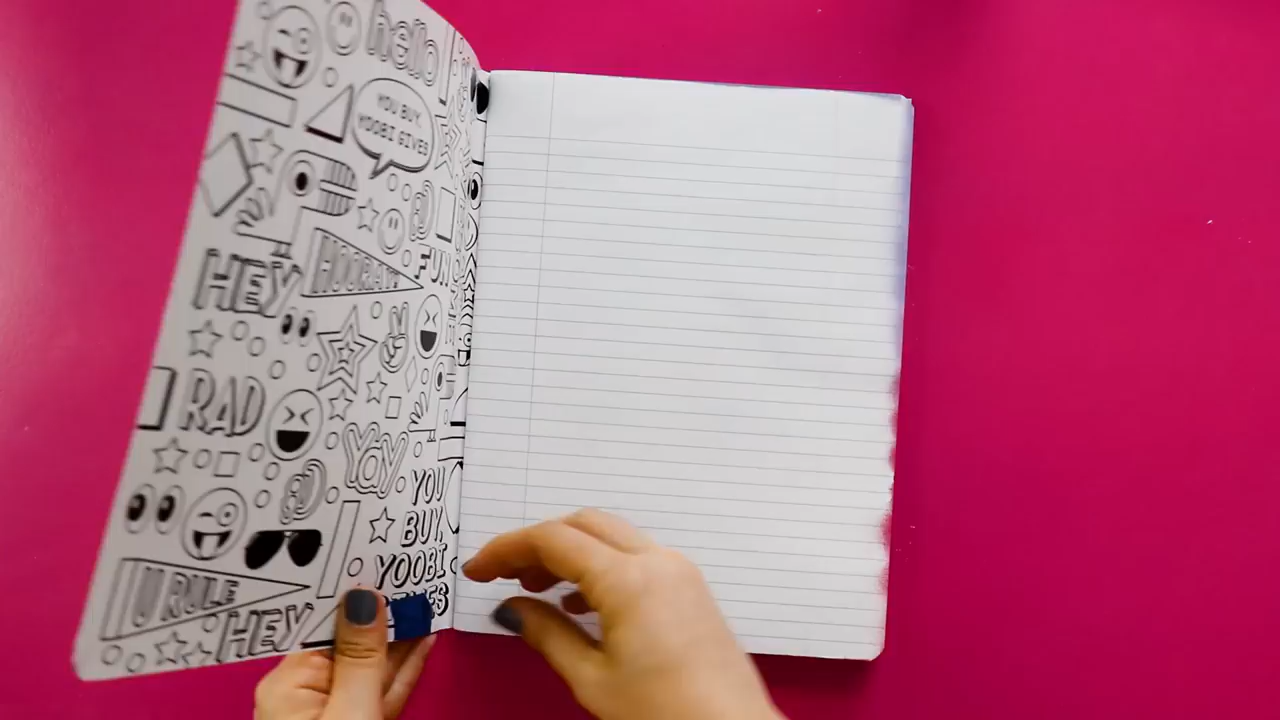 hello
YOU BUY,
YOOBI GIVES
HEY
HOORAY!
FUN
RAD
Yay
YOU
BUY,
YOOBI
U RULE
HEY